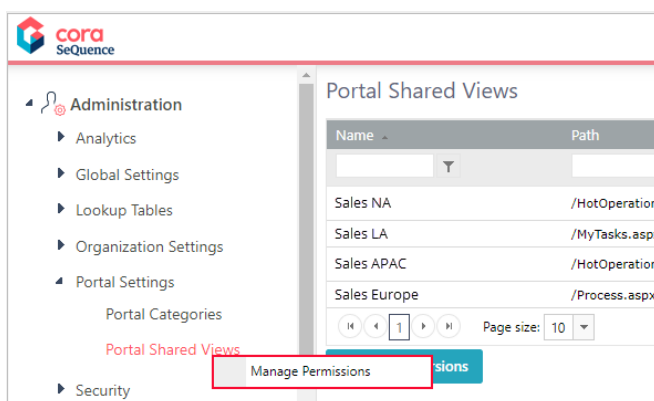 cora
SeQuence
Administration
Analytics
Global Settings
Lookup Tables
Organization Settings
Portal Settings
Portal Categories
Portal Shared Views
Security
Manage Permissions
Portal Shared Views
Name Path
Sales NA /HotOperation
Sales LA /MyTasks.asp
Sales APAC /HotOperation
Sales Europe /Process.aspx
1 Page size: 10
sions